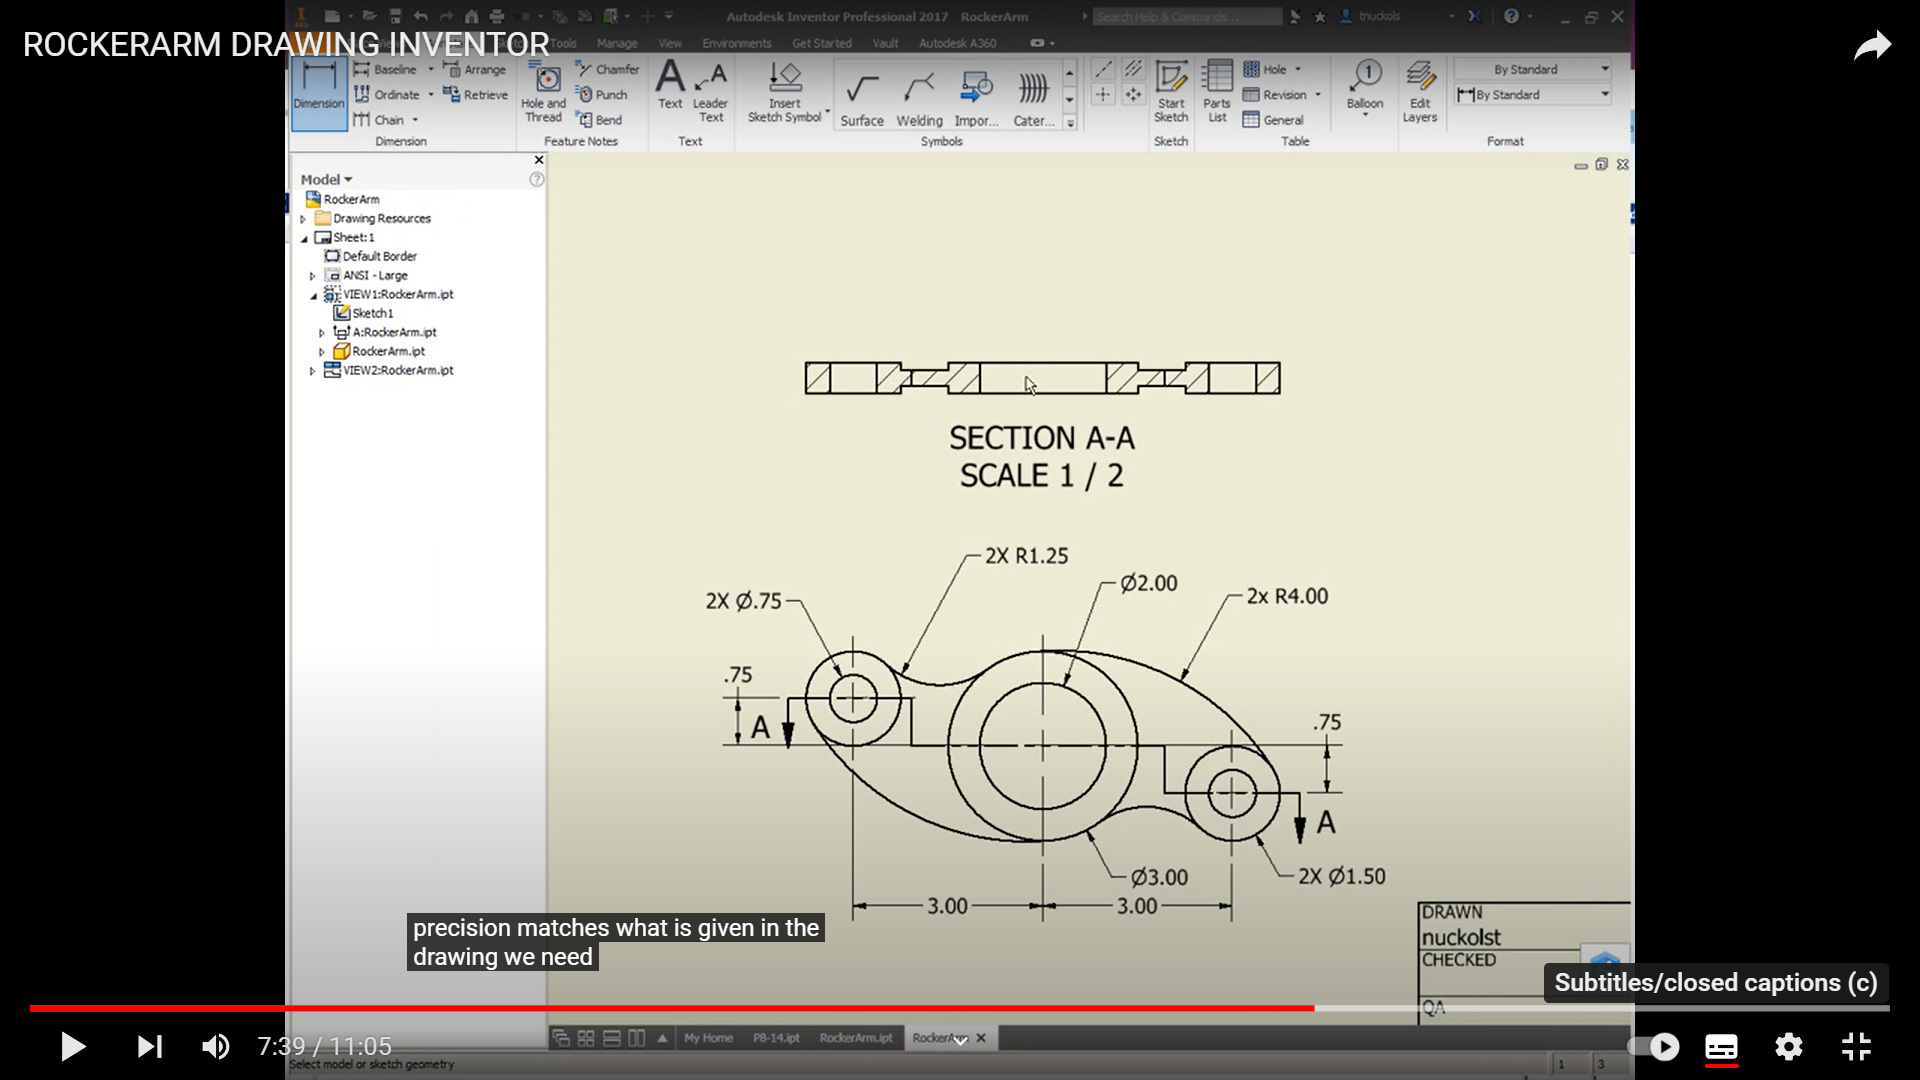 ROCKERARM DRAWING INVENTOR
Autodesk Inventor Professional 2017 RockerArm
Search Help & Commands...
tnuckols
Tools Manage View Environments Get Started Vault Autodesk A360
Dimension
Baseline
Ordinate
Chain
Arrange
Retrieve
Dimension
Hole and Thread
Chamfer
Punch
Bend
Feature Notes
Text
Leader Text
Text
Insert Sketch Symbol
Surface
Welding
Impor...
Cater...
Symbols
Start Sketch
Sketch
Parts List
Hole
Revision
General
Table
Balloon
Edit Layers
By Standard
By Standard
Format
Model
RockerArm
Drawing Resources
Sheet:1
Default Border
ANSI - Large
VIEW1:RockerArm.ipt
Sketch1
A:RockerArm.ipt
RockerArm.ipt
VIEW2:RockerArm.ipt
SECTION A-A
SCALE 1 / 2
2X R1.25
2X Ø.75
Ø2.00
2x R4.00
.75
A
.75
A
Ø3.00
2X Ø1.50
3.00
3.00
DRAWN
nuckolst
CHECKED
QA
precision matches what is given in the
drawing we need
Subtitles/closed captions (c)
7:39 / 11:05
My Home P8-14.ipt RockerArm.ipt RockerArm
Select model or sketch geometry
1 3